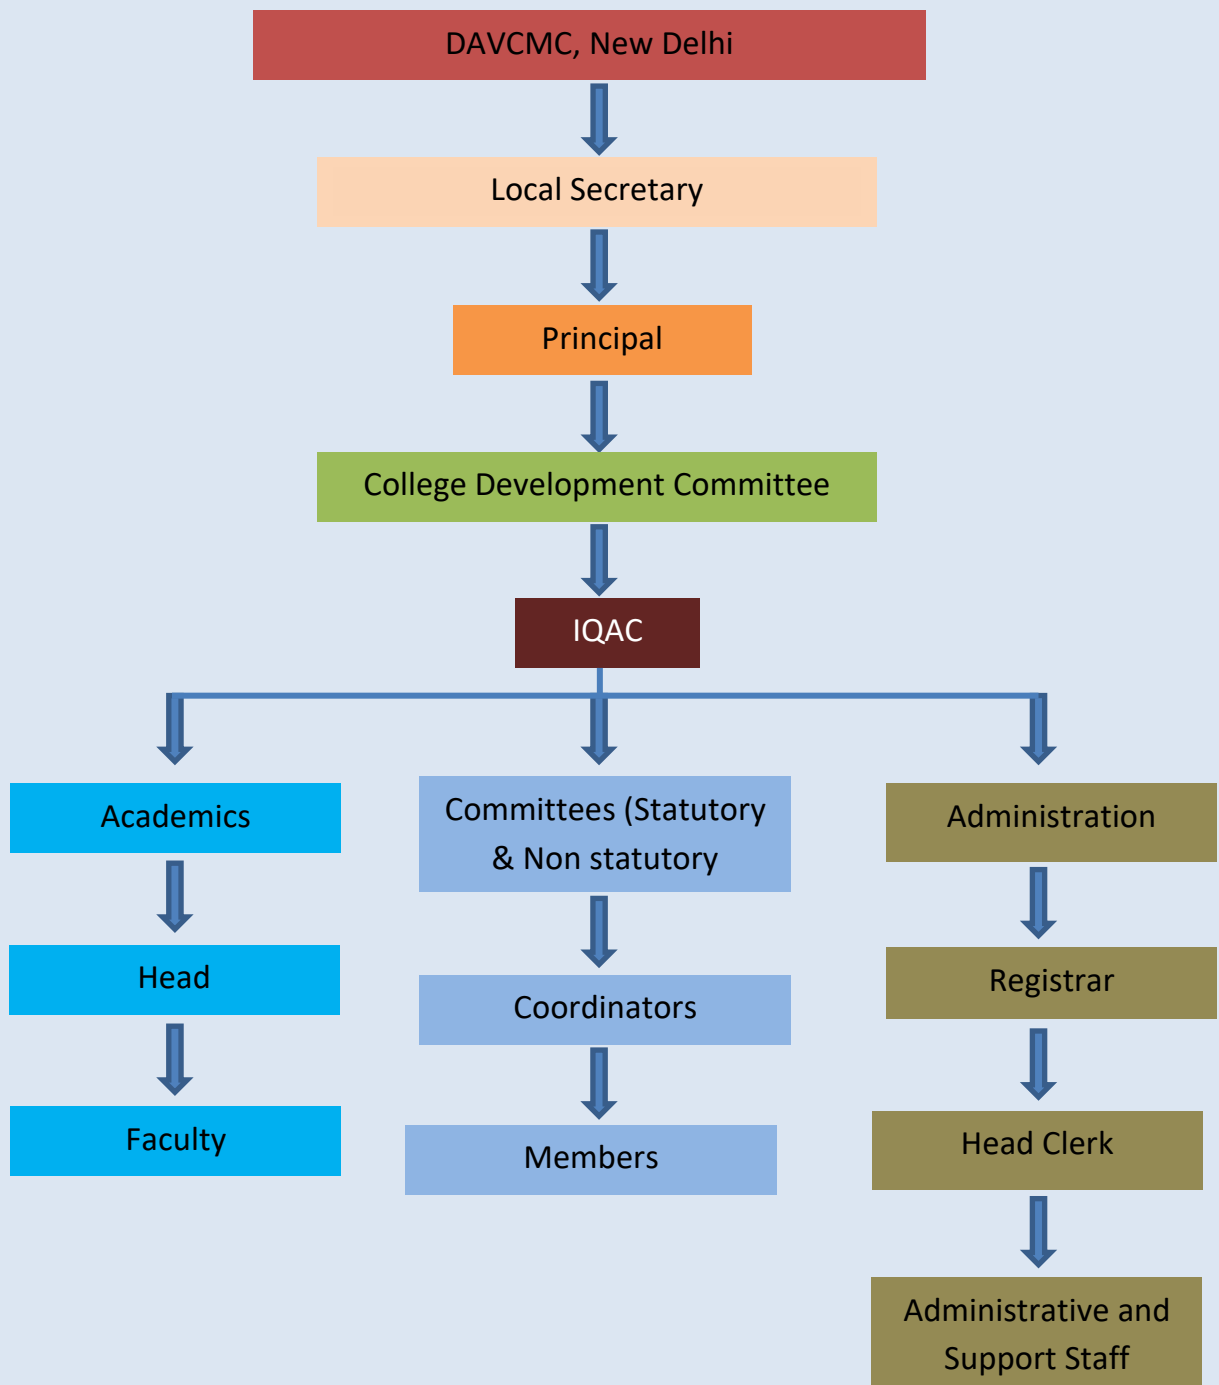 DAVCMC, New Delhi
Local Secretary
Principal
College Development Committee
IQAC
Academics
Head
Faculty
Committees (Statutory
& Non statutory
Coordinators
Members
Administration
Registrar
Head Clerk
Administrative and
Support Staff